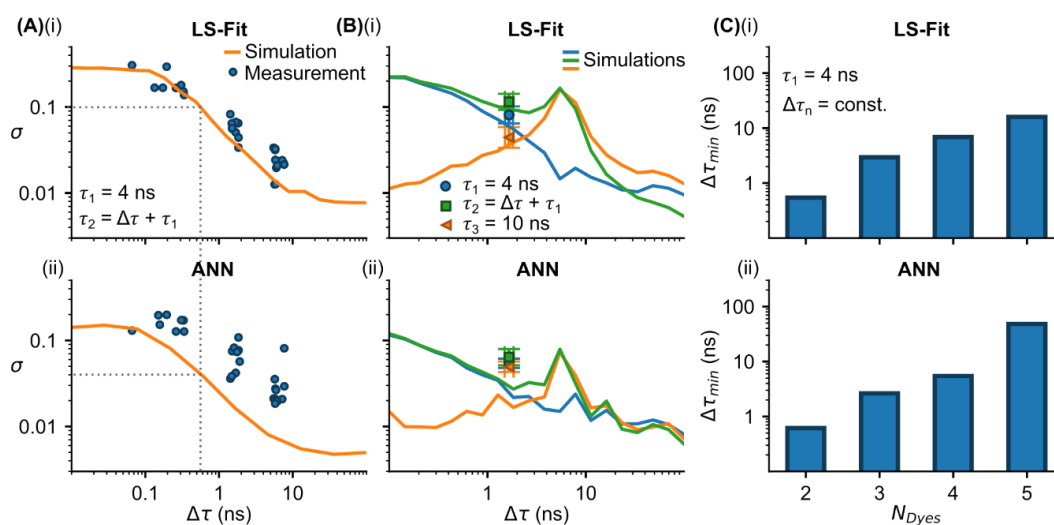 (A)(i)
LS-Fit
Simulation
Measurement
0.1
σ
0.01
τ₁ = 4 ns
τ₂ = Δτ + τ₁
(ii)
ANN
0.1
σ
0.01
0.1
1
10
Δτ (ns)
(B)(i)
LS-Fit
Simulations
τ₁ = 4 ns
τ₂ = Δτ + τ₁
τ₃ = 10 ns
(ii)
ANN
1
10
Δτ (ns)
(C)(i)
LS-Fit
100
10
1
Δτmin (ns)
τ₁ = 4 ns
Δτₙ = const.
(ii)
ANN
100
10
1
Δτmin (ns)
2
3
4
5
NDyes